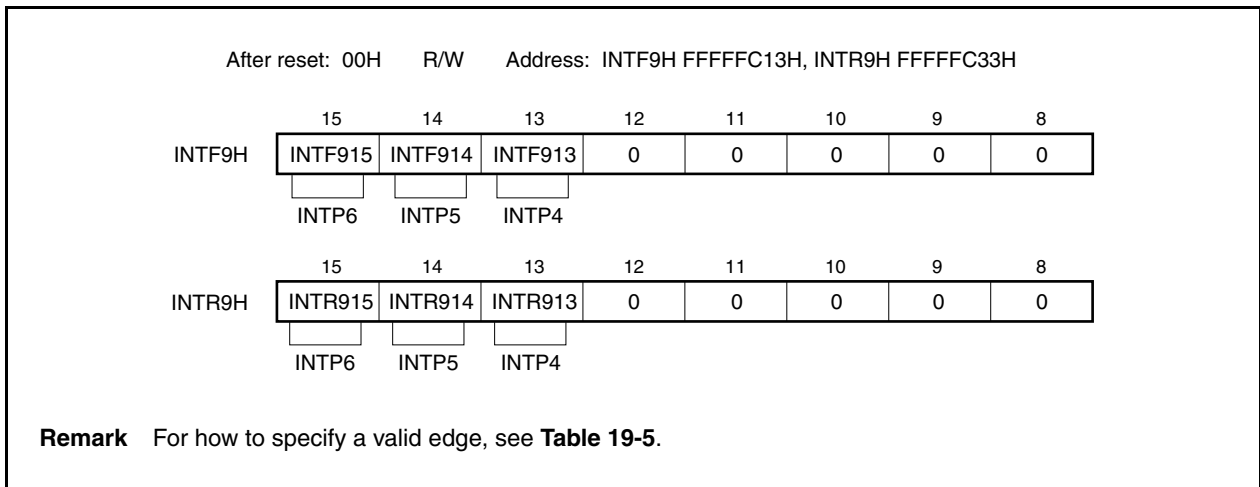 After reset: 00H R/W Address: INTF9H FFFFFC13H, INTR9H FFFFFC33H
15 14 13 12 11 10 9 8
INTF9H INTF915 INTF914 INTF913 0 0 0 0 0
INTP6 INTP5 INTP4
15 14 13 12 11 10 9 8
INTR9H INTR915 INTR914 INTR913 0 0 0 0 0
INTP6 INTP5 INTP4
Remark For how to specify a valid edge, see Table 19-5.